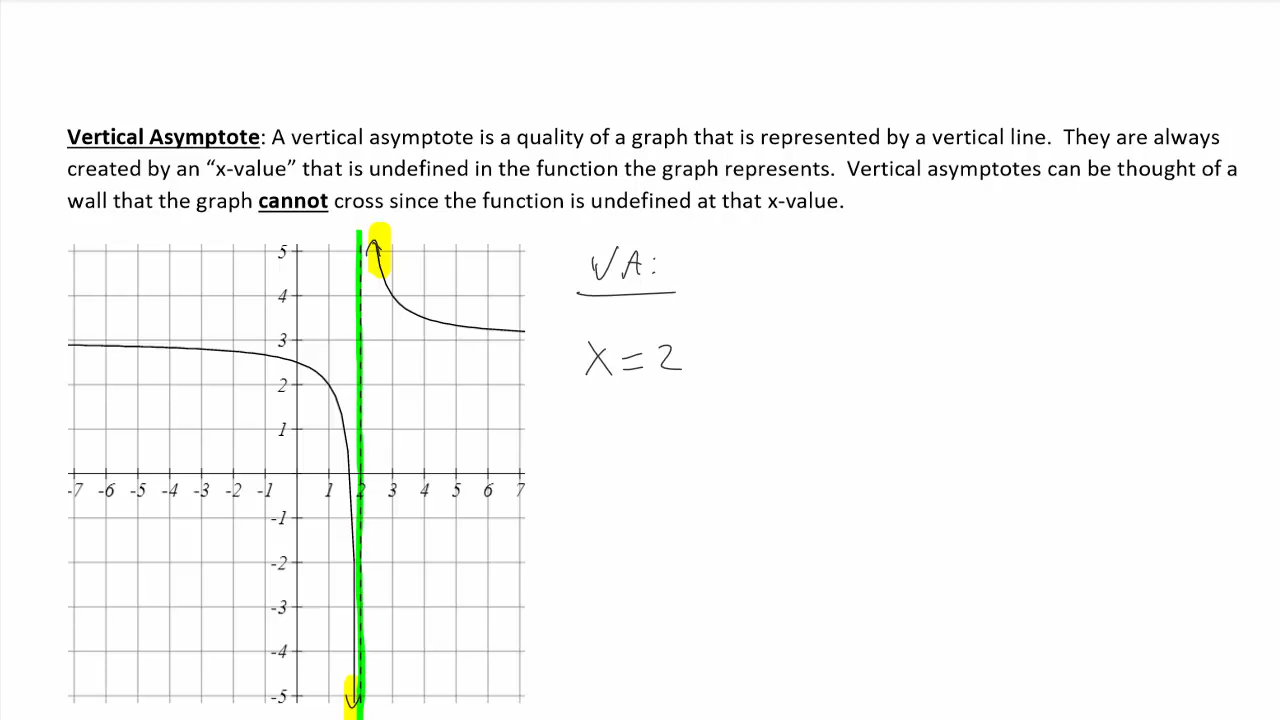 Vertical Asymptote: A vertical asymptote is a quality of a graph that is represented by a vertical line. They are always
created by an “x-value” that is undefined in the function the graph represents. Vertical asymptotes can be thought of a
wall that the graph cannot cross since the function is undefined at that x-value.
VA:
X = 2
5
4
3
2
1
-7 -6 -5 -4 -3 -2 -1 1 2 3 4 5 6 7
-1
-2
-3
-4
-5